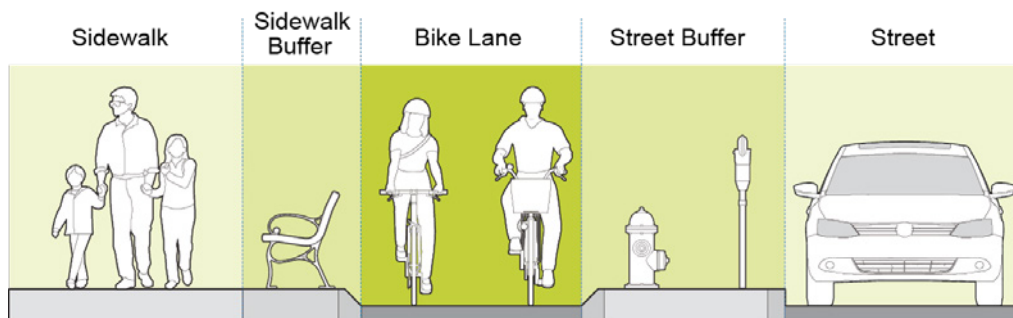 Sidewalk
Sidewalk
Buffer
Bike Lane
Street Buffer
Street